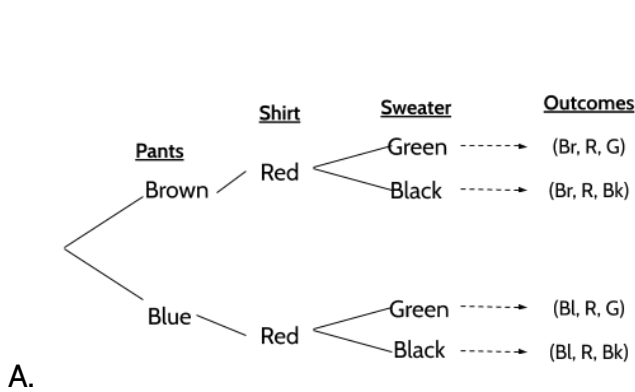 Pants Shirt Sweater Outcomes
Green (Br, R, G)
Brown Red
Black (Br, R, Bk)
Green (Bl, R, G)
Blue Red
Black (Bl, R, Bk)
A.